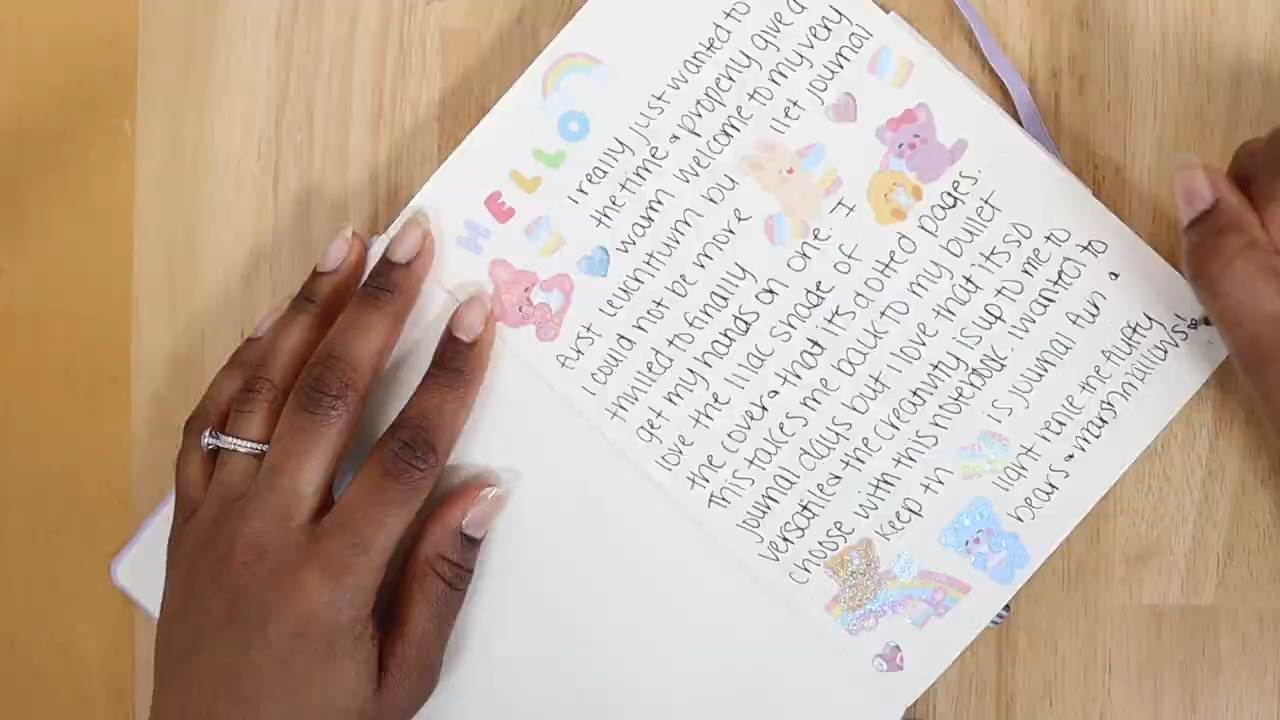 HELLO
I really just wanted to
the time & properly give a
warm welcome to my very
first Leuchtturm bullet journal
I could not be more
thrilled to finally
get my hands on one. I
love the lilac shade of
the cover & that it's dotted pages.
This takes me back to my bullet
journal days but I love that it's so
versatile & the creativity is up to me to
choose with this notebook. I wanted to
keep this journal fun &
light hence the fluffy
bears & marshmallows!